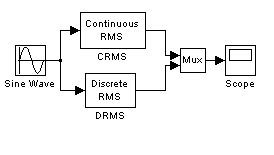 Continuous
RMS
CRMS
Mux
Sine Wave
Scope
Discrete
RMS
DRMS